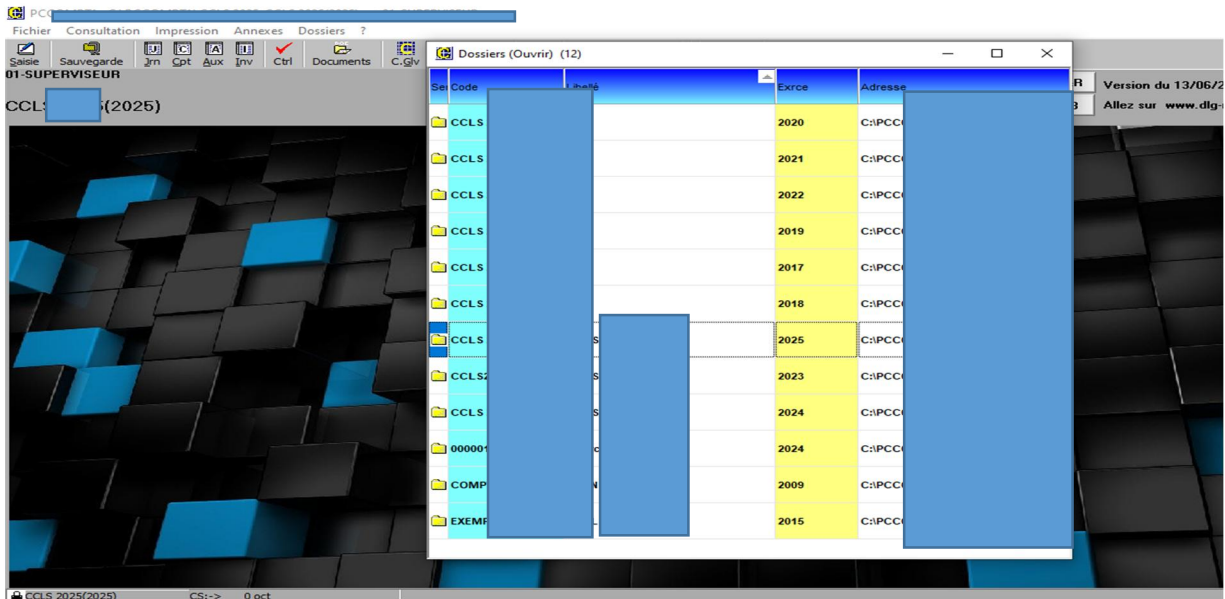 PCC
Fichier Consultation Impression Annexes Dossiers ?
Saisie Sauvegarde Jrn Cpt Aux Inv Ctrl Documents C.Glv
01-SUPERVISEUR
CCLS (2025)
Dossiers (Ouvrir) (12)
R Version du 13/06/2
Allez sur www.dlg-
Code Libellé Exrce Adresse
CCLS 2020 C:\PCC
CCLS 2021 C:\PCC
CCLS 2022 C:\PCC
CCLS 2019 C:\PCC
CCLS 2017 C:\PCC
CCLS 2018 C:\PCC
CCLS S 2025 C:\PCC
CCLS2 S 2023 C:\PCC
CCLS S 2024 C:\PCC
000001 2024 C:\PCC
COMP N 2009 C:\PCC
EXEMP L 2015 C:\PCC
CCLS 2025(2025) CS:-> 0 oct